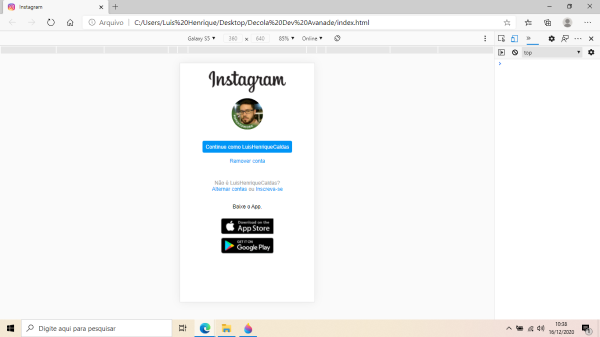 Instagram
Arquivo
C:/Users/Luis%20Henrique/Desktop/Decola%20Dev%20Avanade/index.html
Galaxy S5
360 x 640
85%
Online
top
Instagram
Continue como LuisHenriqueCaldas
Remover conta
Não é LuisHenriqueCaldas?
Alternar contas ou Inscreva-se
Baixe o App.
Download on the
App Store
GET IT ON
Google Play
Digite aqui para pesquisar
10:38
16/12/2020